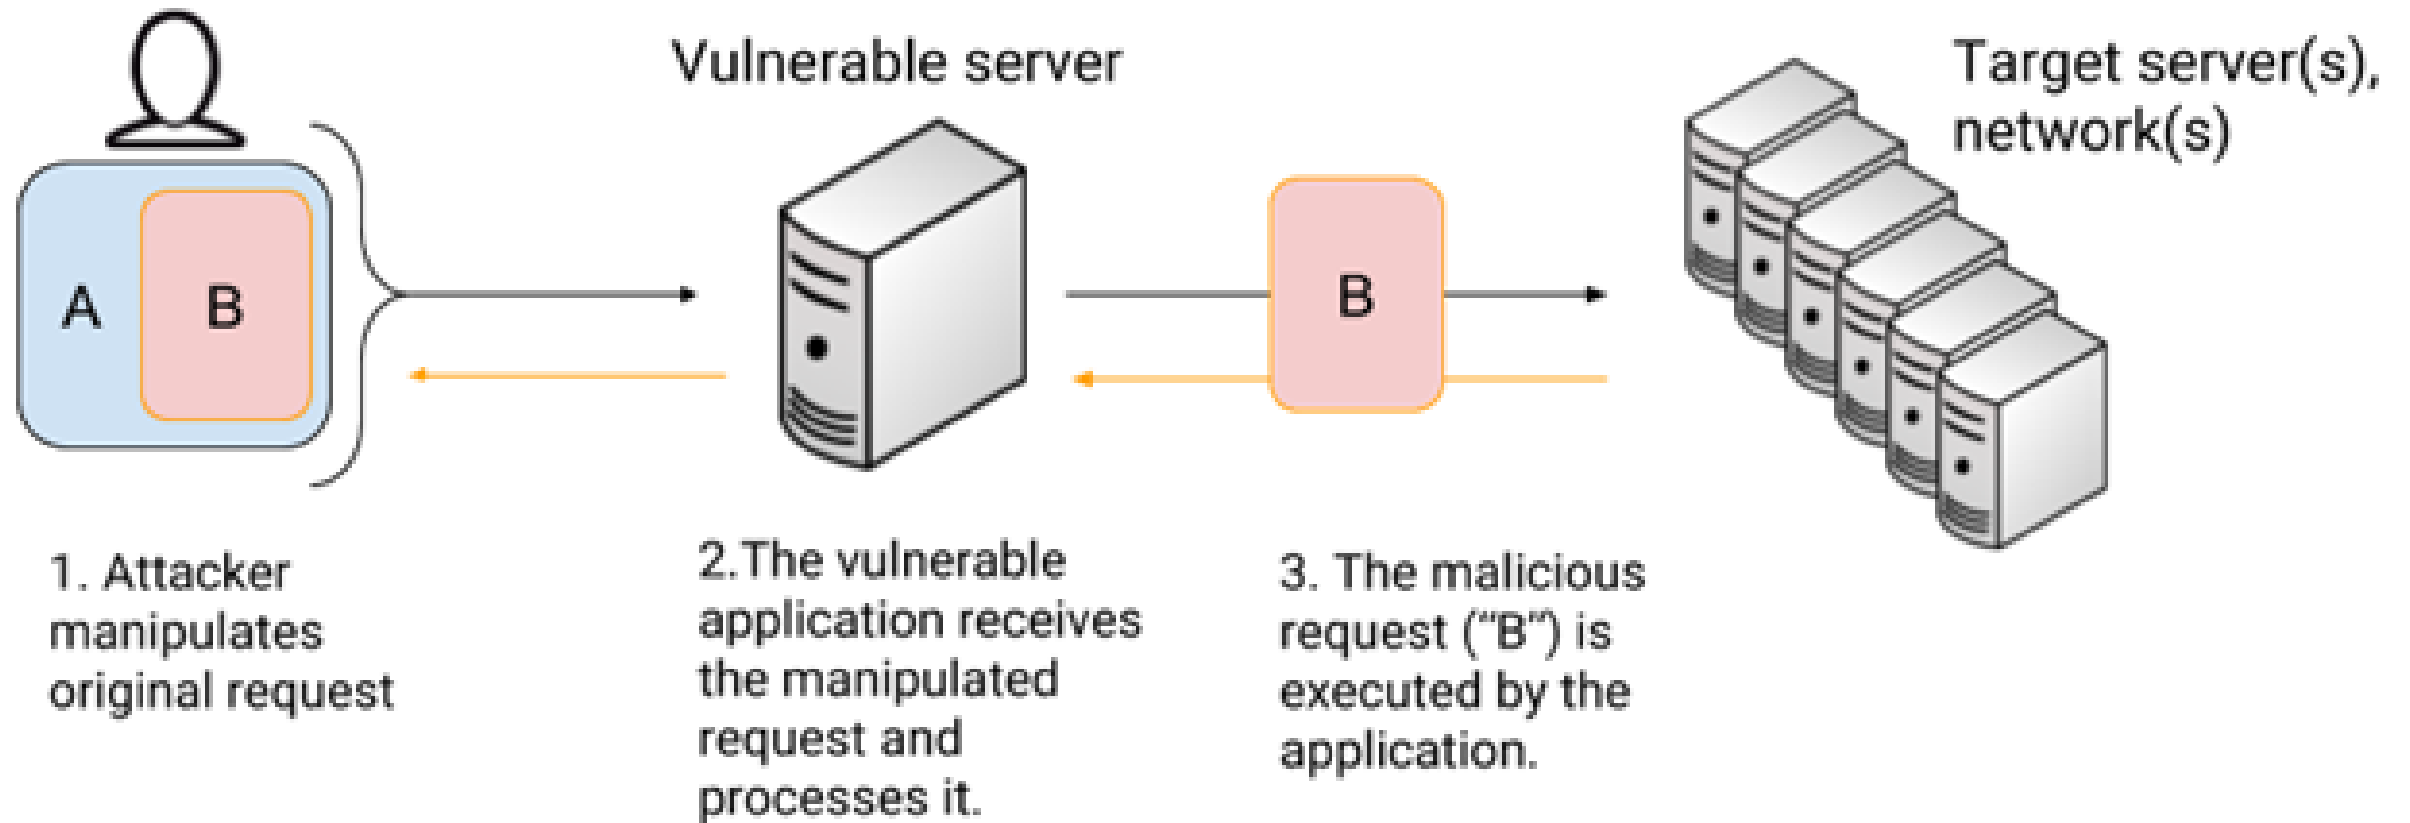 Vulnerable server
Target server(s),
network(s)
A
B
B
1. Attacker
manipulates
original request
2.The vulnerable
application receives
the manipulated
request and
processes it.
3. The malicious
request (“B”) is
executed by the
application.